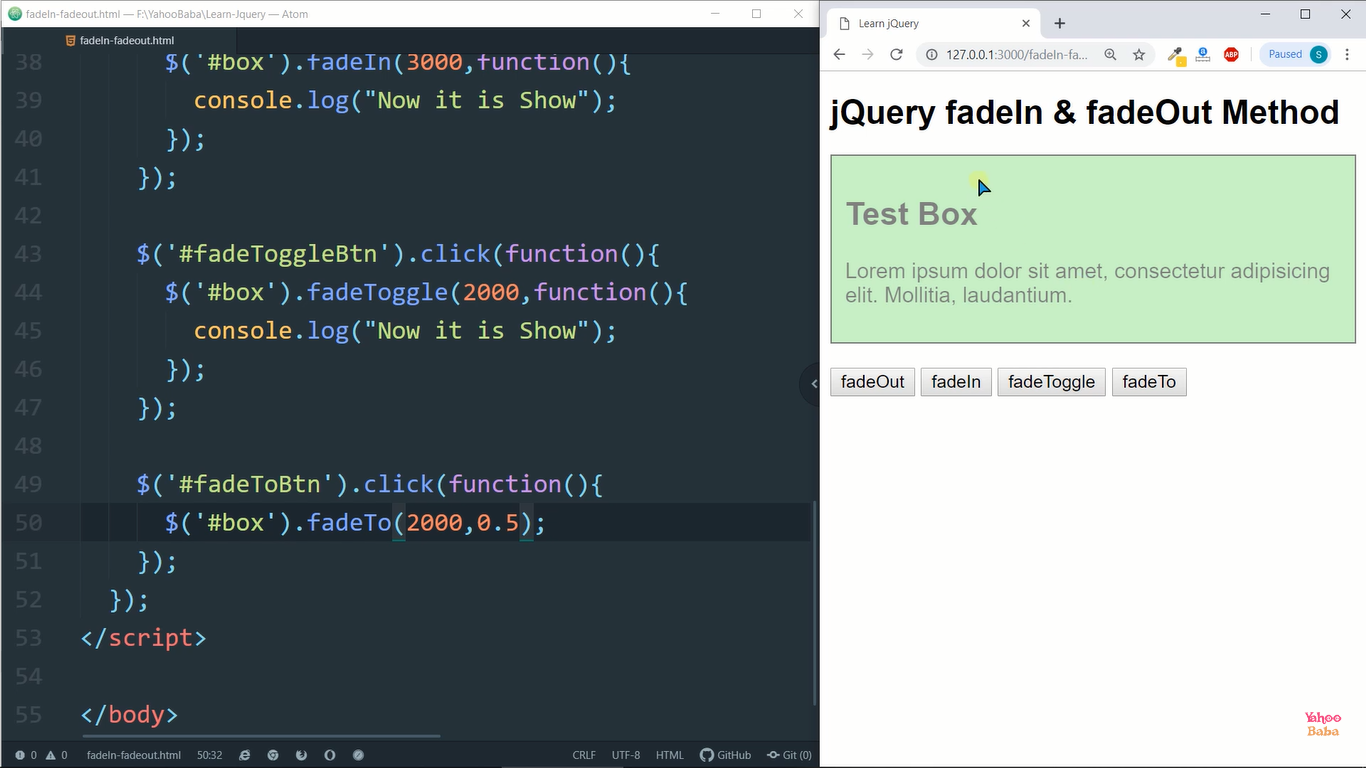 fadeIn-fadeout.html — F:\YahooBaba\Learn-Jquery — Atom
fadeIn-fadeout.html
38 $('#box').fadeIn(3000,function(){
39 console.log("Now it is Show");
40 });
41 });
42
43 $('#fadeToggleBtn').click(function(){
44 $('#box').fadeToggle(2000,function(){
45 console.log("Now it is Show");
46 });
47 });
48
49 $('#fadeToBtn').click(function(){
50 $('#box').fadeTo(2000,0.5);
51 });
52 });
53 </script>
54
55 </body>
0 0 fadeIn-fadeout.html 50:32 CRLF UTF-8 HTML GitHub Git (0)
Learn jQuery
127.0.0.1:3000/fadeIn-fa... ABP Paused S
jQuery fadeIn & fadeOut Method
Test Box
Lorem ipsum dolor sit amet, consectetur adipisicing
elit. Mollitia, laudantium.
fadeOut fadeIn fadeToggle fadeTo
Yahoo
Baba